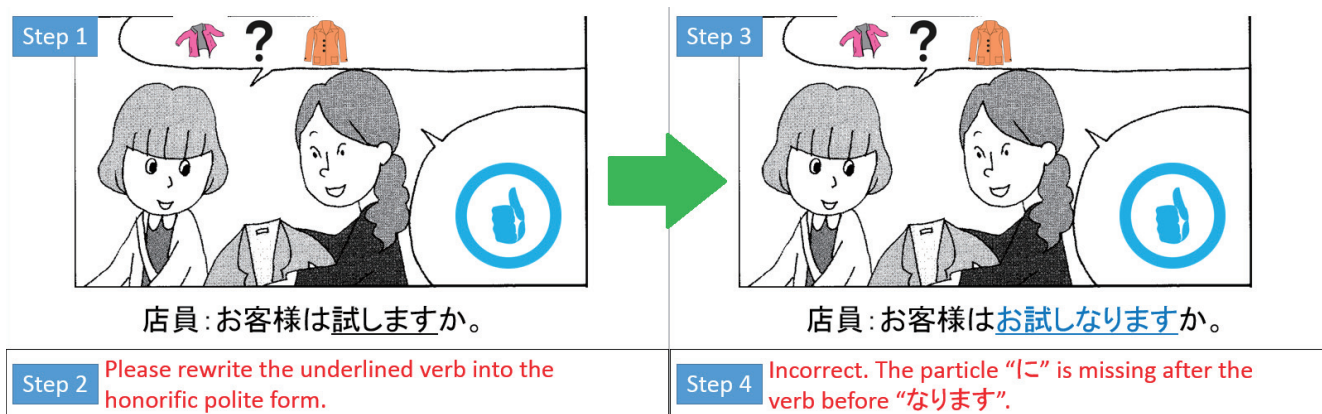 Step 1
?
店員：お客様は試しますか。
Step 2
Please rewrite the underlined verb into the
honorific polite form.
Step 3
?
店員：お客様はお試しなりますか。
Step 4
Incorrect. The particle “に” is missing after the
verb before “なります”.